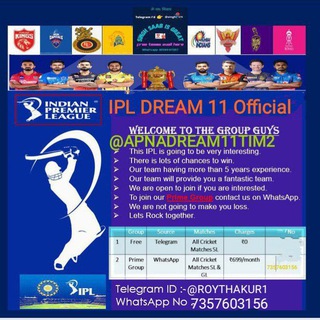 INDIAN
PREMIER
LEAGUE
IPL DREAM 11 Official
WELCOME TO THE GROUP GUYS
@APNADREAM11TIM2
This IPL is going to be very interesting.
There is lots of chances to win.
Our team having more than 5 years experience.
Our team will provide you a fantastic team.
We are open to join if you are interested.
To join our Prime Group contact us on WhatsApp.
We are not going to make you loss.
Lets Rock together.
Group Source Matches Charges No
1 Free Telegram All Cricket Matches SL ₹0
2 Prime Group WhatsApp All Cricket Matches SL & GL ₹699/month 7357603156
IPL
Telegram ID :-@ROYTHAKUR1
WhatsApp No :7357603156